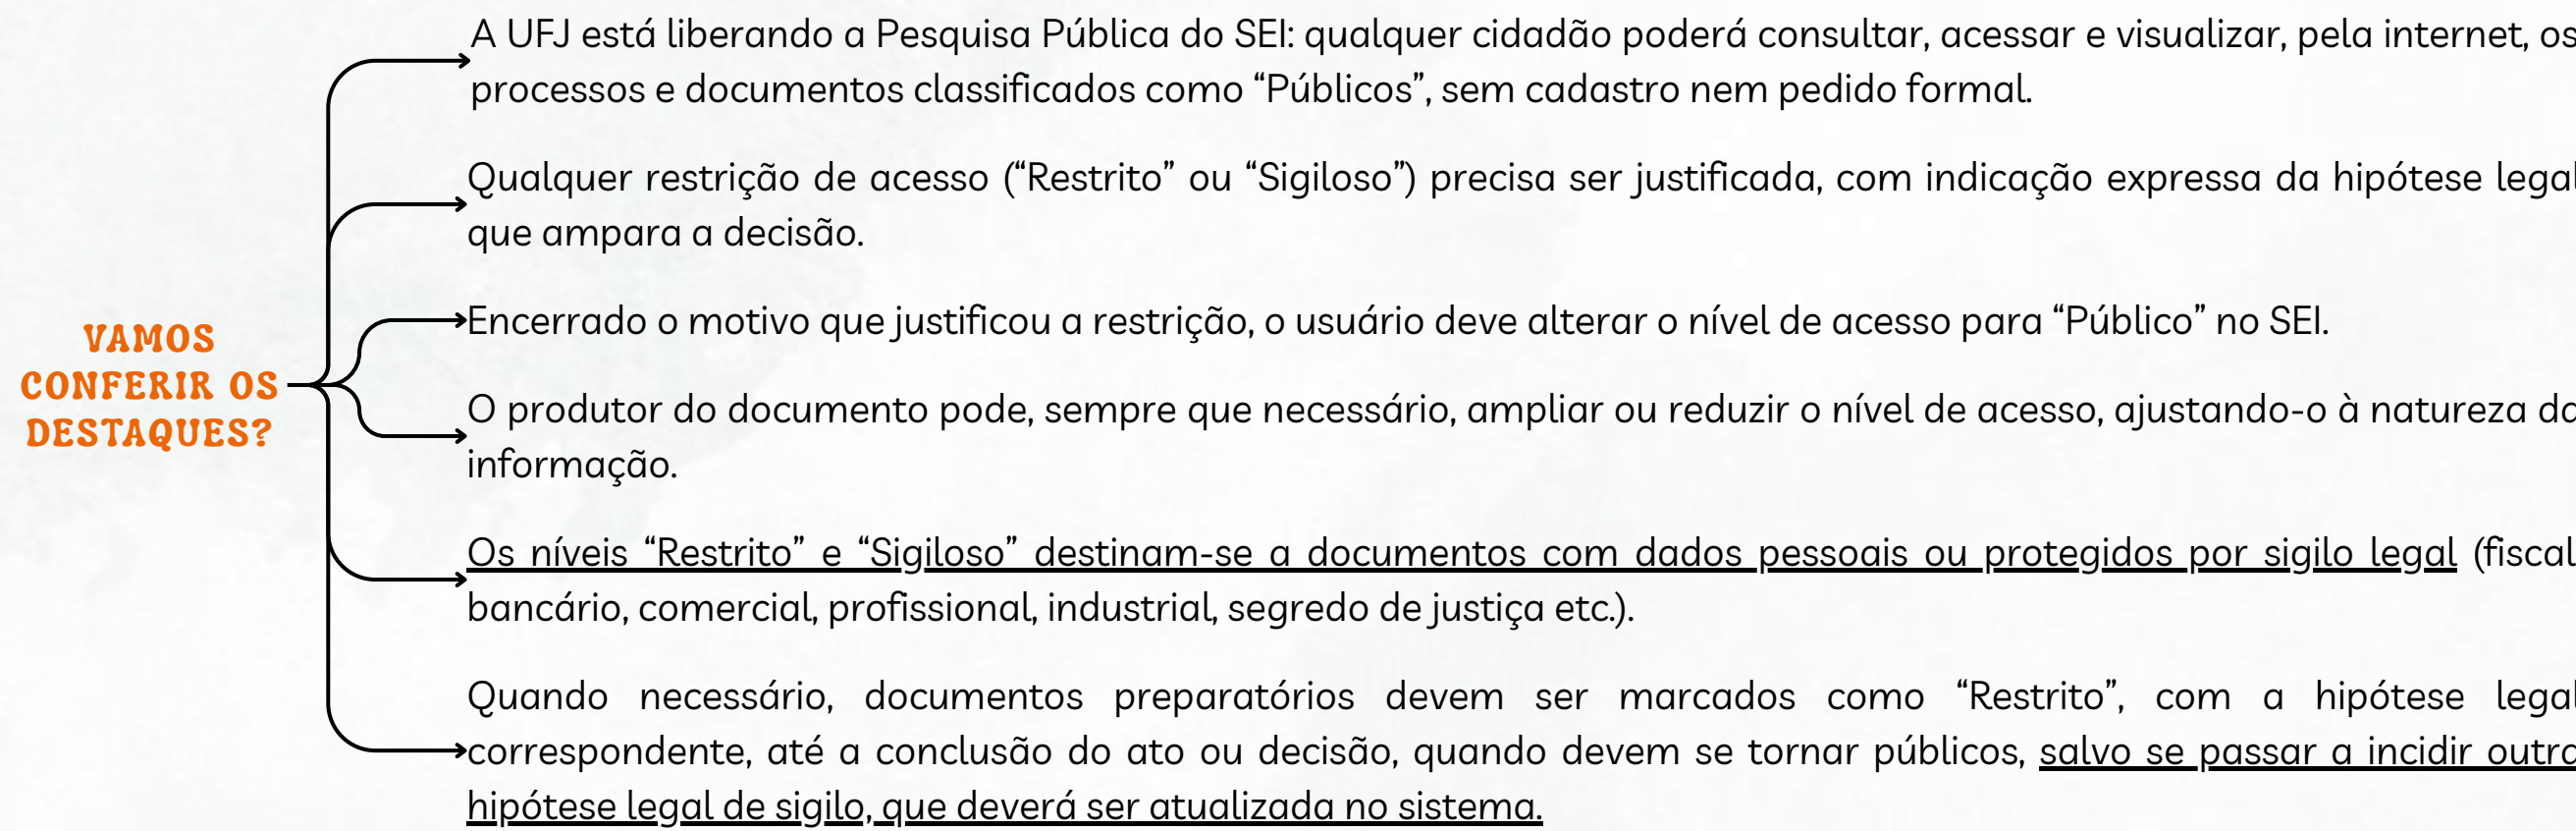 VAMOS
CONFERIR OS
DESTAQUES?
A UFJ está liberando a Pesquisa Pública do SEI: qualquer cidadão poderá consultar, acessar e visualizar, pela internet, os
processos e documentos classificados como “Públicos”, sem cadastro nem pedido formal.
Qualquer restrição de acesso (“Restrito” ou “Sigiloso”) precisa ser justificada, com indicação expressa da hipótese legal
que ampara a decisão.
Encerrado o motivo que justificou a restrição, o usuário deve alterar o nível de acesso para “Público” no SEI.
O produtor do documento pode, sempre que necessário, ampliar ou reduzir o nível de acesso, ajustando-o à natureza da
informação.
Os níveis “Restrito” e “Sigiloso” destinam-se a documentos com dados pessoais ou protegidos por sigilo legal (fiscal,
bancário, comercial, profissional, industrial, segredo de justiça etc.).
Quando necessário, documentos preparatórios devem ser marcados como “Restrito”, com a hipótese legal
correspondente, até a conclusão do ato ou decisão, quando devem se tornar públicos, salvo se passar a incidir outra
hipótese legal de sigilo, que deverá ser atualizada no sistema.